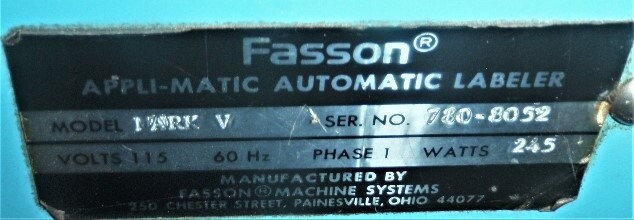 Fasson®
APPLI-MATIC AUTOMATIC LABELER
MODEL MARK V SER. NO. 780-8052
VOLTS 115 60 Hz PHASE 1 WATTS 245
MANUFACTURED BY
FASSON® MACHINE SYSTEMS
250 CHESTER STREET, PAINESVILLE, OHIO 44077